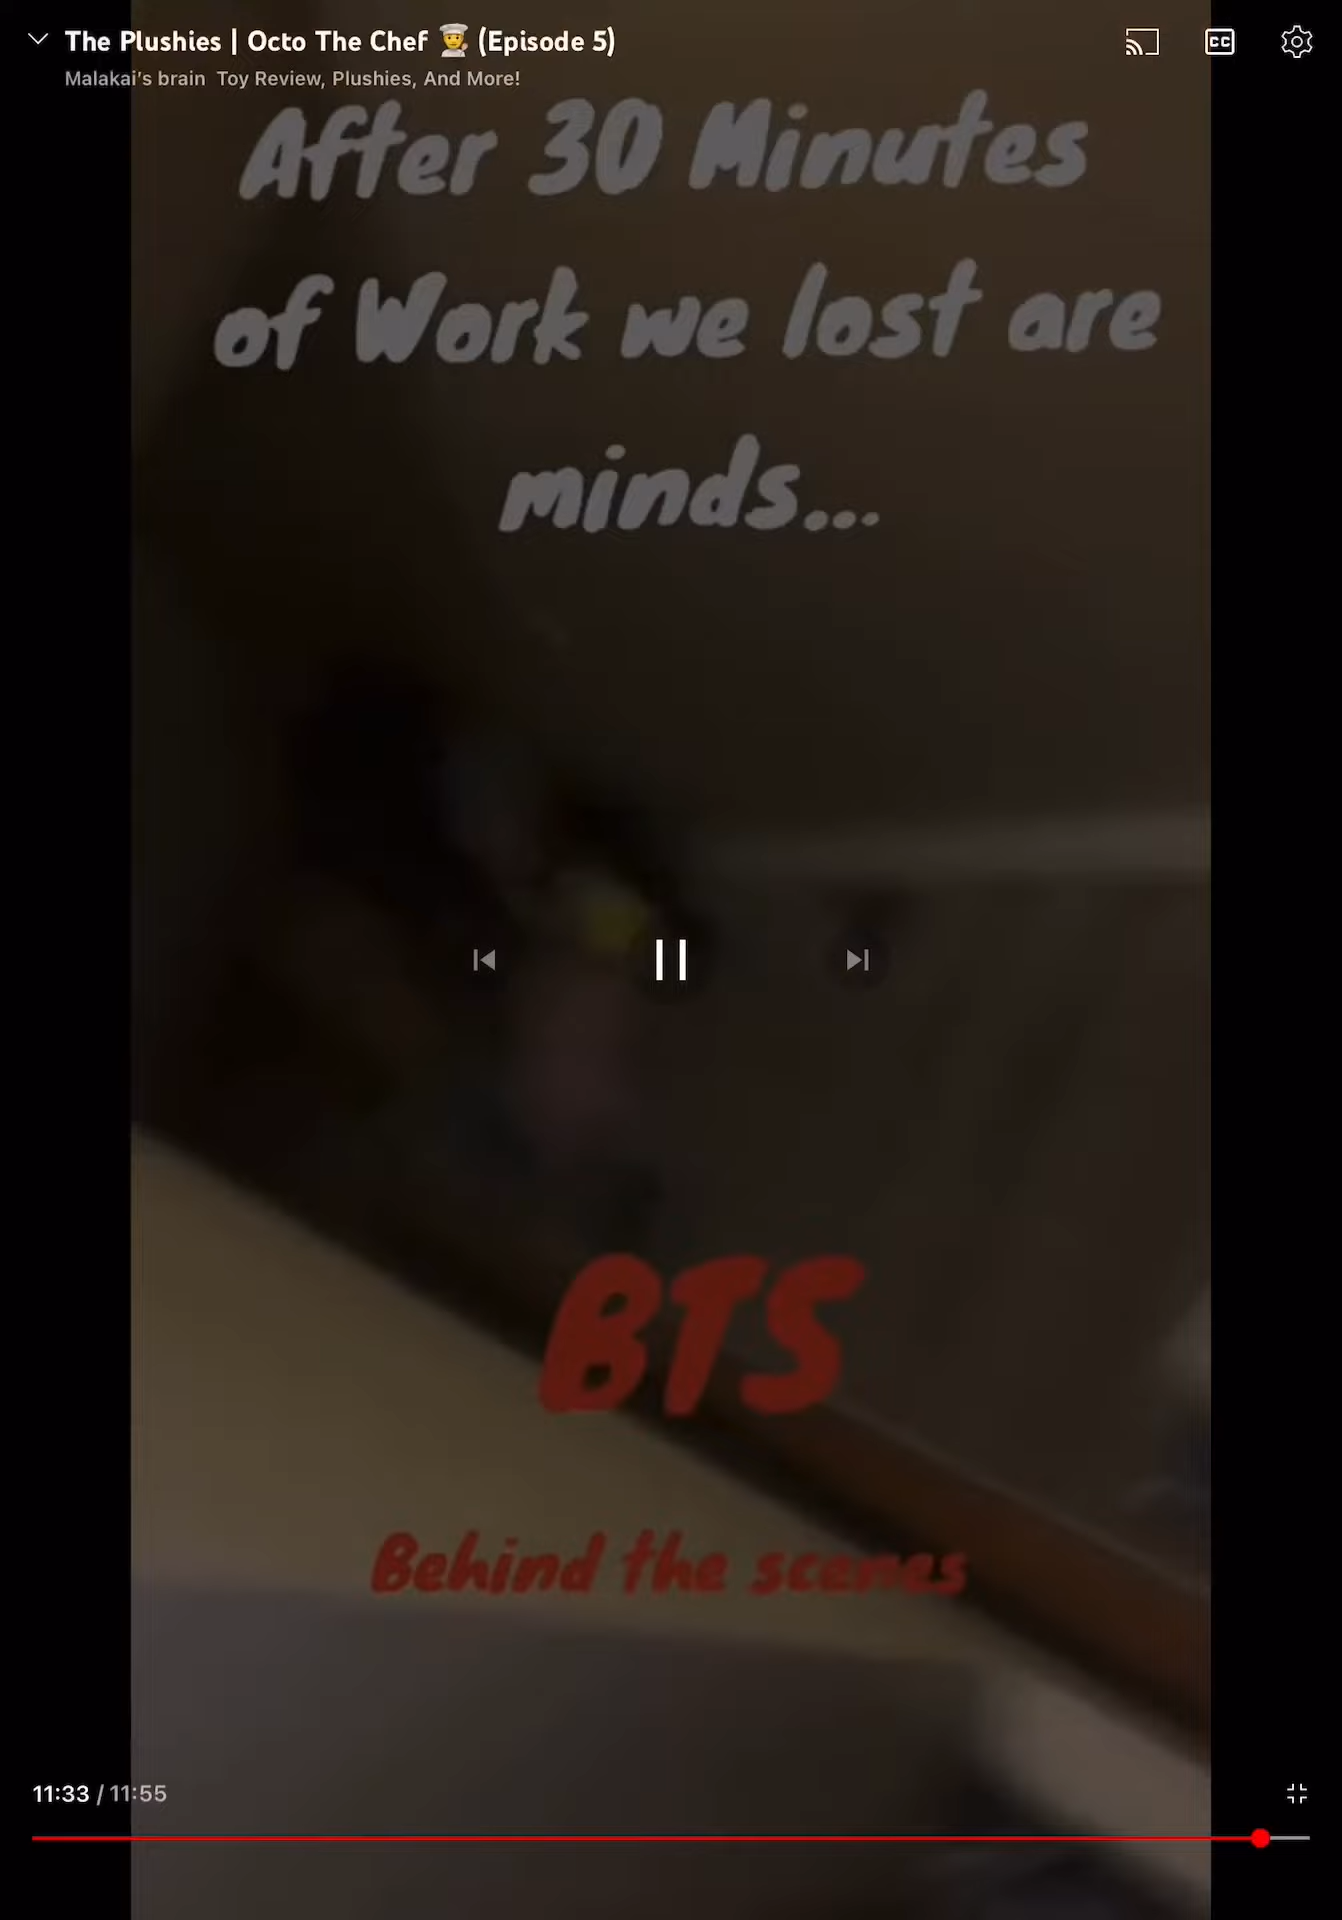 The Plushies | Octo The Chef 👨‍🍳 (Episode 5)
Malakai's brain Toy Review, Plushies, And More!
CC
After 30 Minutes
of Work we lost are
minds...
BTS
Behind the scenes
11:33 / 11:55